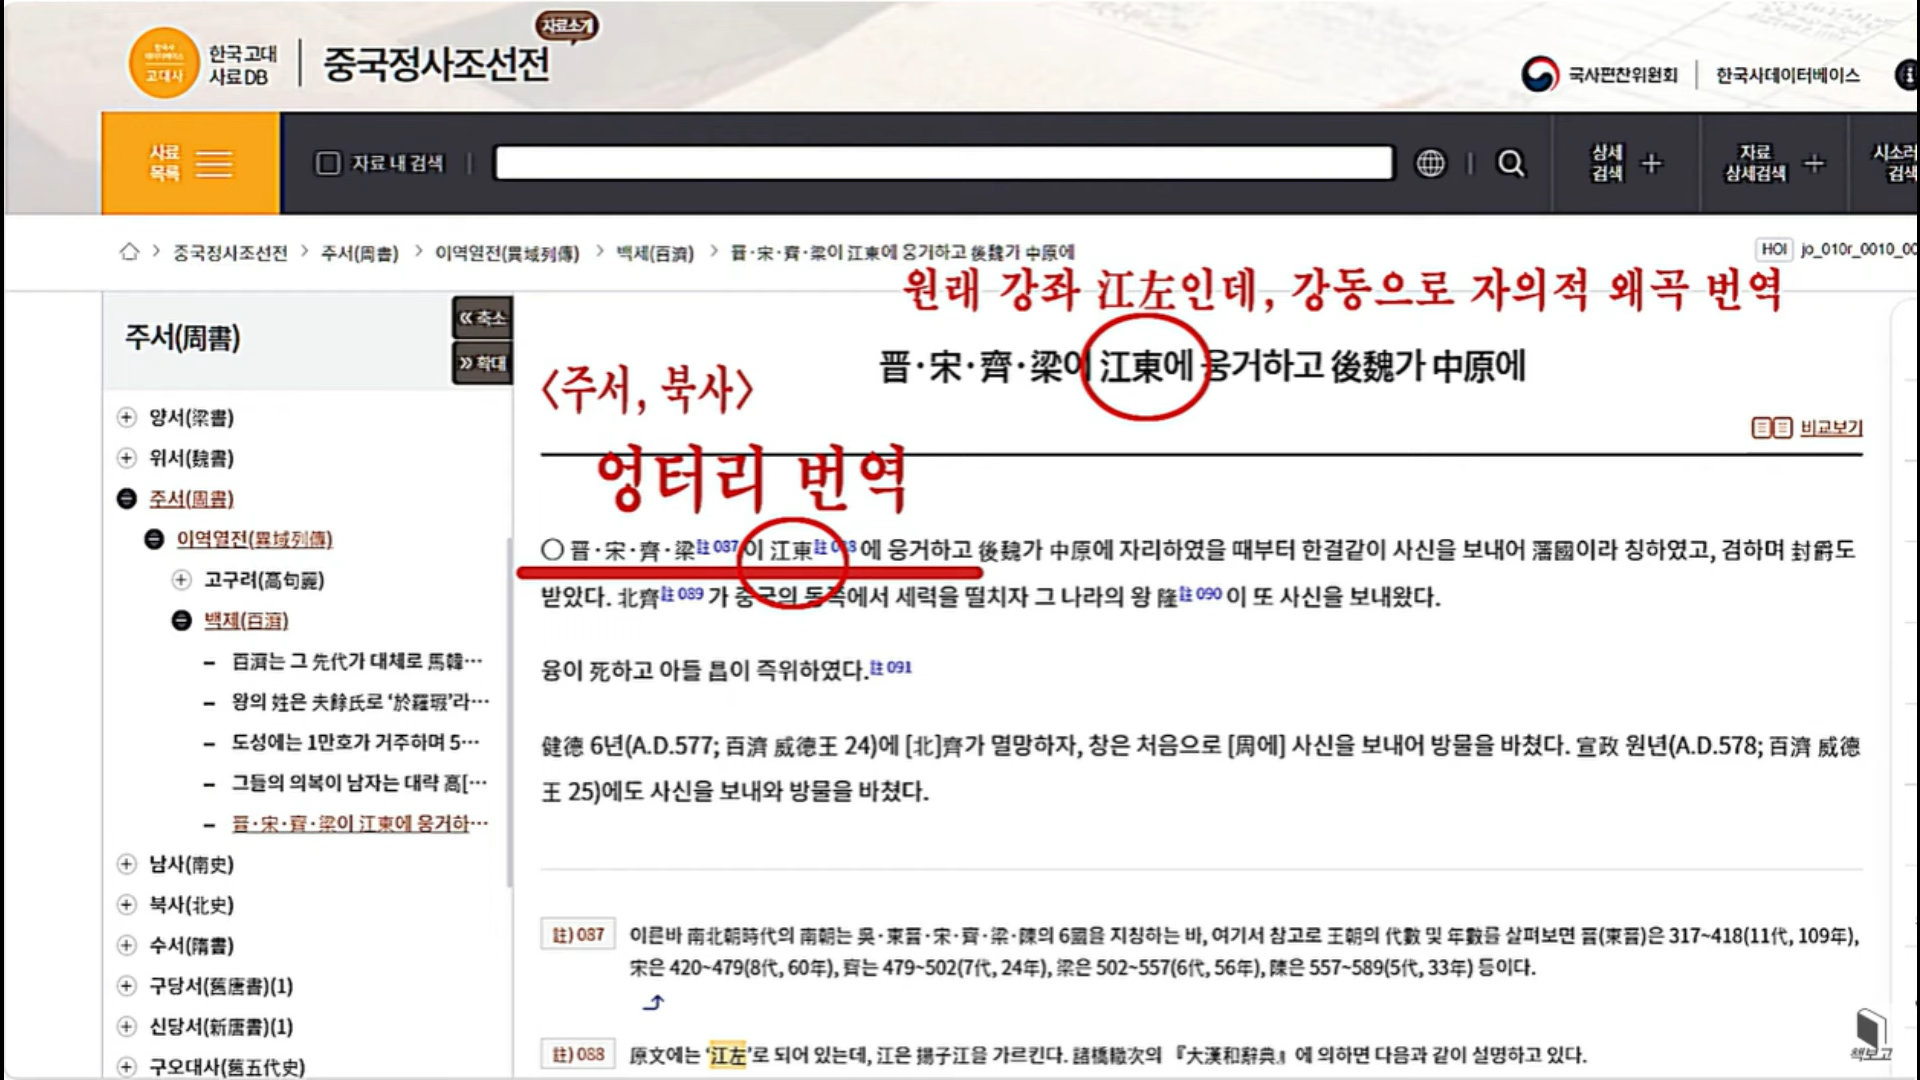 자료소개
고대사
한국고대
사료DB
중국정사조선전
국사편찬위원회
한국사데이터베이스
사료
목록
자료 내 검색
상세
검색
자료
상세검색
시소러
검색
중국정사조선전 > 주서(周書) > 이역열전(異域列傳) > 백제(百濟) > 晋·宋·齊·梁이 江東에 웅거하고 後魏가 中原에
HOI jo_010r_0010_00
원래 강좌 江左인데, 강동으로 자의적 왜곡 번역
주서(周書)
« 축소
» 확대
晋·宋·齊·梁이 江東에 웅거하고 後魏가 中原에
<주서, 북사>
비교보기
엉터리 번역
양서(梁書)
위서(魏書)
주서(周書)
이역열전(異域列傳)
고구려(高句麗)
백제(百濟)
– 百濟는 그 先代가 대체로 馬韓…
– 왕의 姓은 夫餘氏로 ‘於羅瑕’라…
– 도성에는 1만호가 거주하며 5…
– 그들의 의복이 남자는 대략 高[…
– 晋·宋·齊·梁이 江東에 웅거하…
남사(南史)
북사(北史)
수서(隋書)
구당서(舊唐書)(1)
신당서(新唐書)(1)
구오대사(舊五代史)
○ 晋·宋·齊·梁註087이 江東註088에 웅거하고 後魏가 中原에 자리하였을 때부터 한결같이 사신을 보내어 藩國이라 칭하였고, 겸하며 封爵도
받았다. 北齊註089가 중국의 동쪽에서 세력을 떨치자 그 나라의 왕 隆註090이 또 사신을 보내왔다.
융이 死하고 아들 昌이 즉위하였다.註091
健德 6년(A.D.577; 百濟 威德王 24)에 [北]齊가 멸망하자, 창은 처음으로 [周에] 사신을 보내어 방물을 바쳤다. 宣政 원년(A.D.578; 百濟 威德
王 25)에도 사신을 보내와 방물을 바쳤다.
註) 087
이른바 南北朝時代의 南朝는 吳·東晋·宋·齊·梁·陳의 6國을 지칭하는 바, 여기서 참고로 王朝의 代數 및 年數를 살펴보면 晋(東晋)은 317~418(11代, 109年),
宋은 420~479(8代, 60年), 齊는 479~502(7代, 24年), 梁은 502~557(6代, 56年), 陳은 557~589(5代, 33年) 등이다.
註) 088
原文에는 ‘江左’로 되어 있는데, 江은 揚子江을 가르킨다. 諸橋轍次의 『大漢和辭典』에 의하면 다음과 같이 설명하고 있다.
책보고